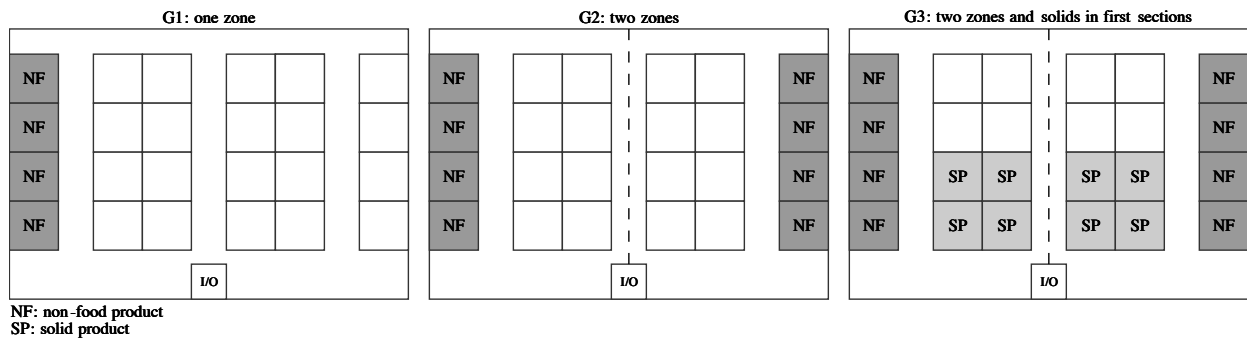 G1: one zone
G2: two zones
G3: two zones and solids in first sections
NF NF NF NF NF
NF NF NF NF NF
NF NF NF SP SP SP SP NF
NF NF NF SP SP SP SP NF
I/O I/O I/O
NF: non-food product
SP: solid product